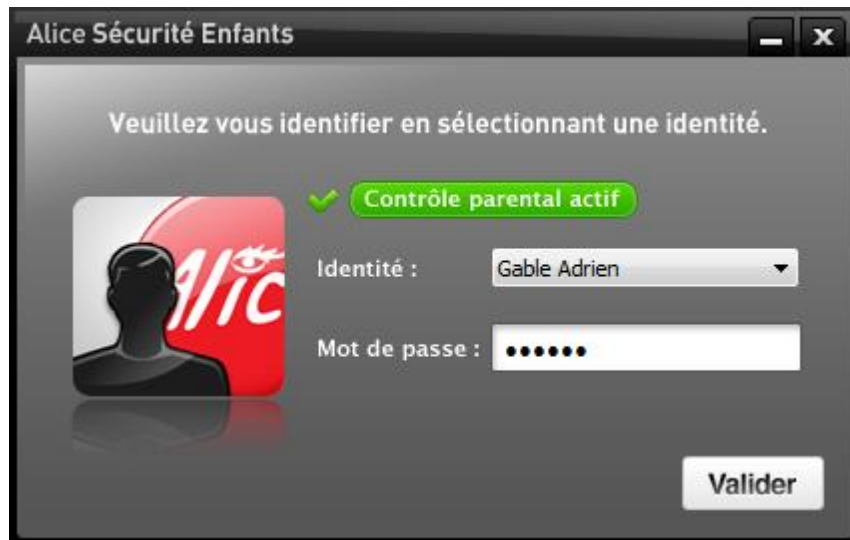 Alice Sécurité Enfants
Veuillez vous identifier en sélectionnant une identité.
Contrôle parental actif
Identité : Gable Adrien
Alic
Mot de passe : ●●●●●●
Valider